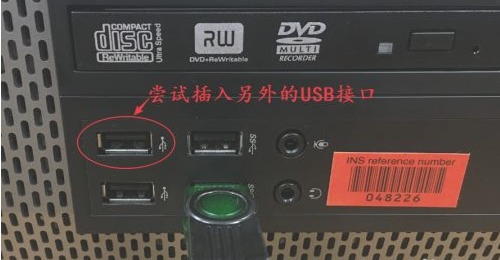 COMPACT
disc
ReWritable
Ultra Speed
RW
DVD+ReWritable
DVD
MULTI
RECORDER
尝试插入另外的USB接口
SS
INS reference number
048226